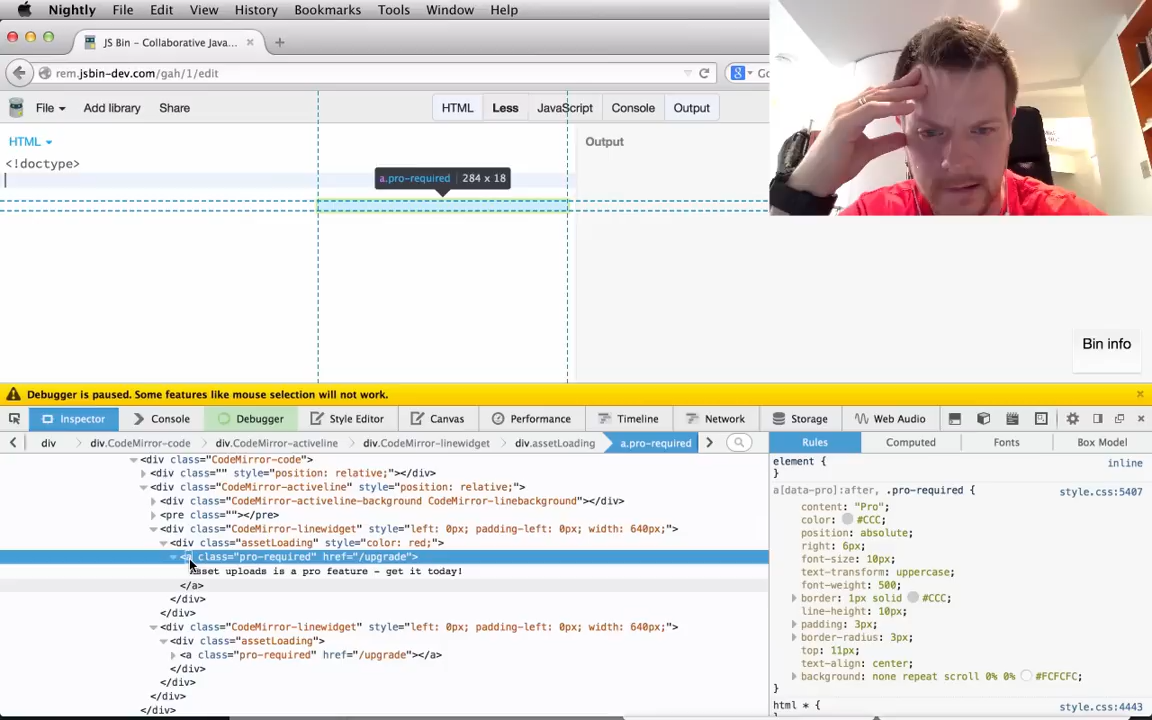 Nightly File Edit View History Bookmarks Tools Window Help
JS Bin - Collaborative Java... × +
rem.jsbin-dev.com/gah/1/edit
File Add library Share HTML Less JavaScript Console Output
HTML Output
<!doctype>
a.pro-required 284 x 18
Bin info
Debugger is paused. Some features like mouse selection will not work. ×
Inspector Console Debugger Style Editor Canvas Performance Timeline Network Storage Web Audio
div div.CodeMirror-code div.CodeMirror-activeline div.CodeMirror-linewidget div.assetLoading a.pro-required
Rules Computed Fonts Box Model
<div class="CodeMirror-code">
<div class="" style="position: relative;"></div>
<div class="CodeMirror-activeline" style="position: relative;">
<div class="CodeMirror-activeline-background CodeMirror-linebackground"></div>
<pre class=""></pre>
<div class="CodeMirror-linewidget" style="left: 0px; padding-left: 0px; width: 640px;">
<div class="assetLoading" style="color: red;">
<a class="pro-required" href="/upgrade">
Asset uploads is a pro feature – get it today!
</a>
</div>
</div>
<div class="CodeMirror-linewidget" style="left: 0px; padding-left: 0px; width: 640px;">
<div class="assetLoading">
<a class="pro-required" href="/upgrade"></a>
</div>
</div>
</div>
</div>
element { inline
}
a[data-pro]:after, .pro-required { style.css:5407
content: "Pro";
color: #CCC;
position: absolute;
right: 6px;
font-size: 10px;
text-transform: uppercase;
font-weight: 500;
border: 1px solid #CCC;
line-height: 10px;
padding: 3px;
border-radius: 3px;
top: 11px;
text-align: center;
background: none repeat scroll 0% 0% #FCFCFC;
}
html * { style.css:4443